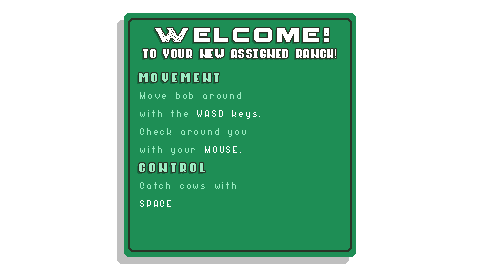 WELCOME!
TO YOUR NEW ASSIGNED RANCH!
MOVEMENT
Move bob around
with the WASD keys.
Check around you
with your MOUSE.
CONTROL
Catch cows with
SPACE